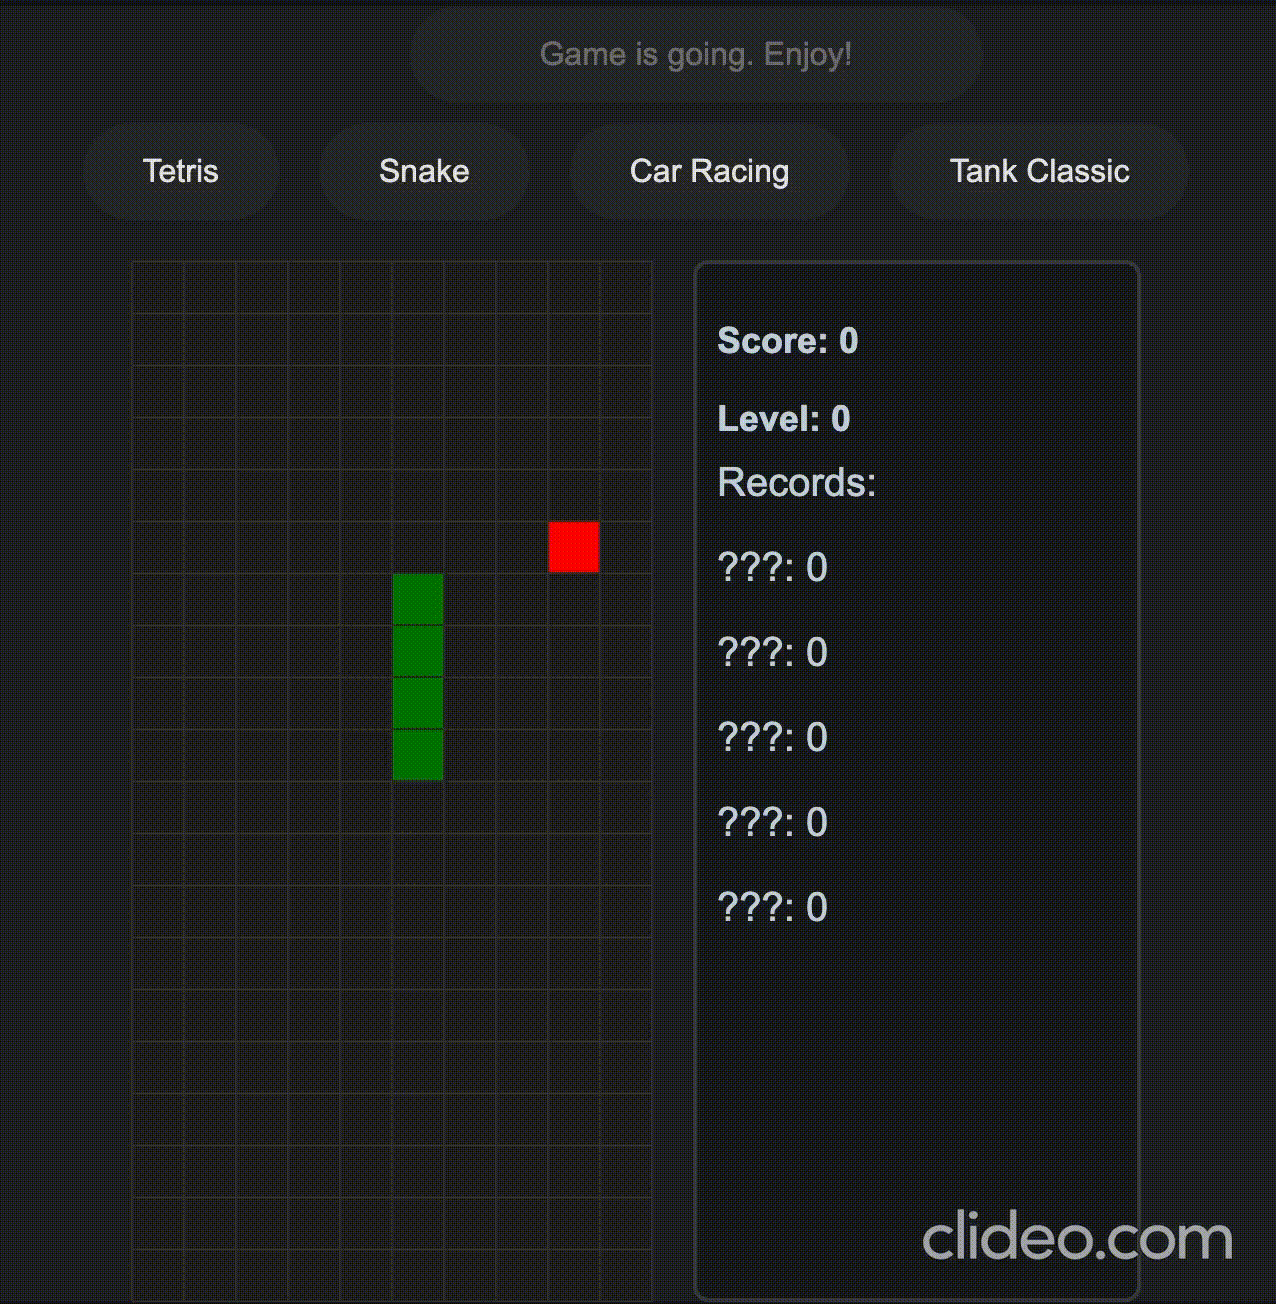 Game is going. Enjoy!
Tetris Snake Car Racing Tank Classic
Score: 0
Level: 0
Records:
???: 0
???: 0
???: 0
???: 0
???: 0
clideo.com